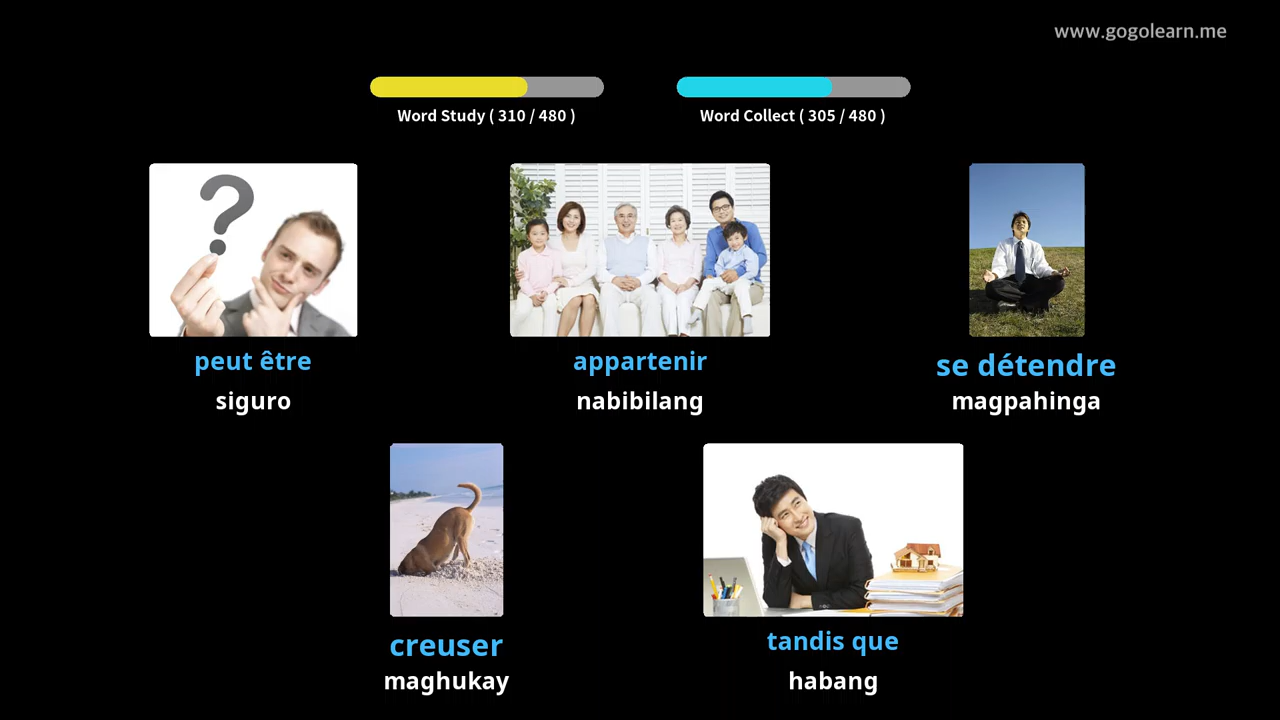 www.gogolearn.me
Word Study ( 310 / 480 )
Word Collect ( 305 / 480 )
peut être
siguro
appartenir
nabibilang
se détendre
magpahinga
creuser
maghukay
tandis que
habang